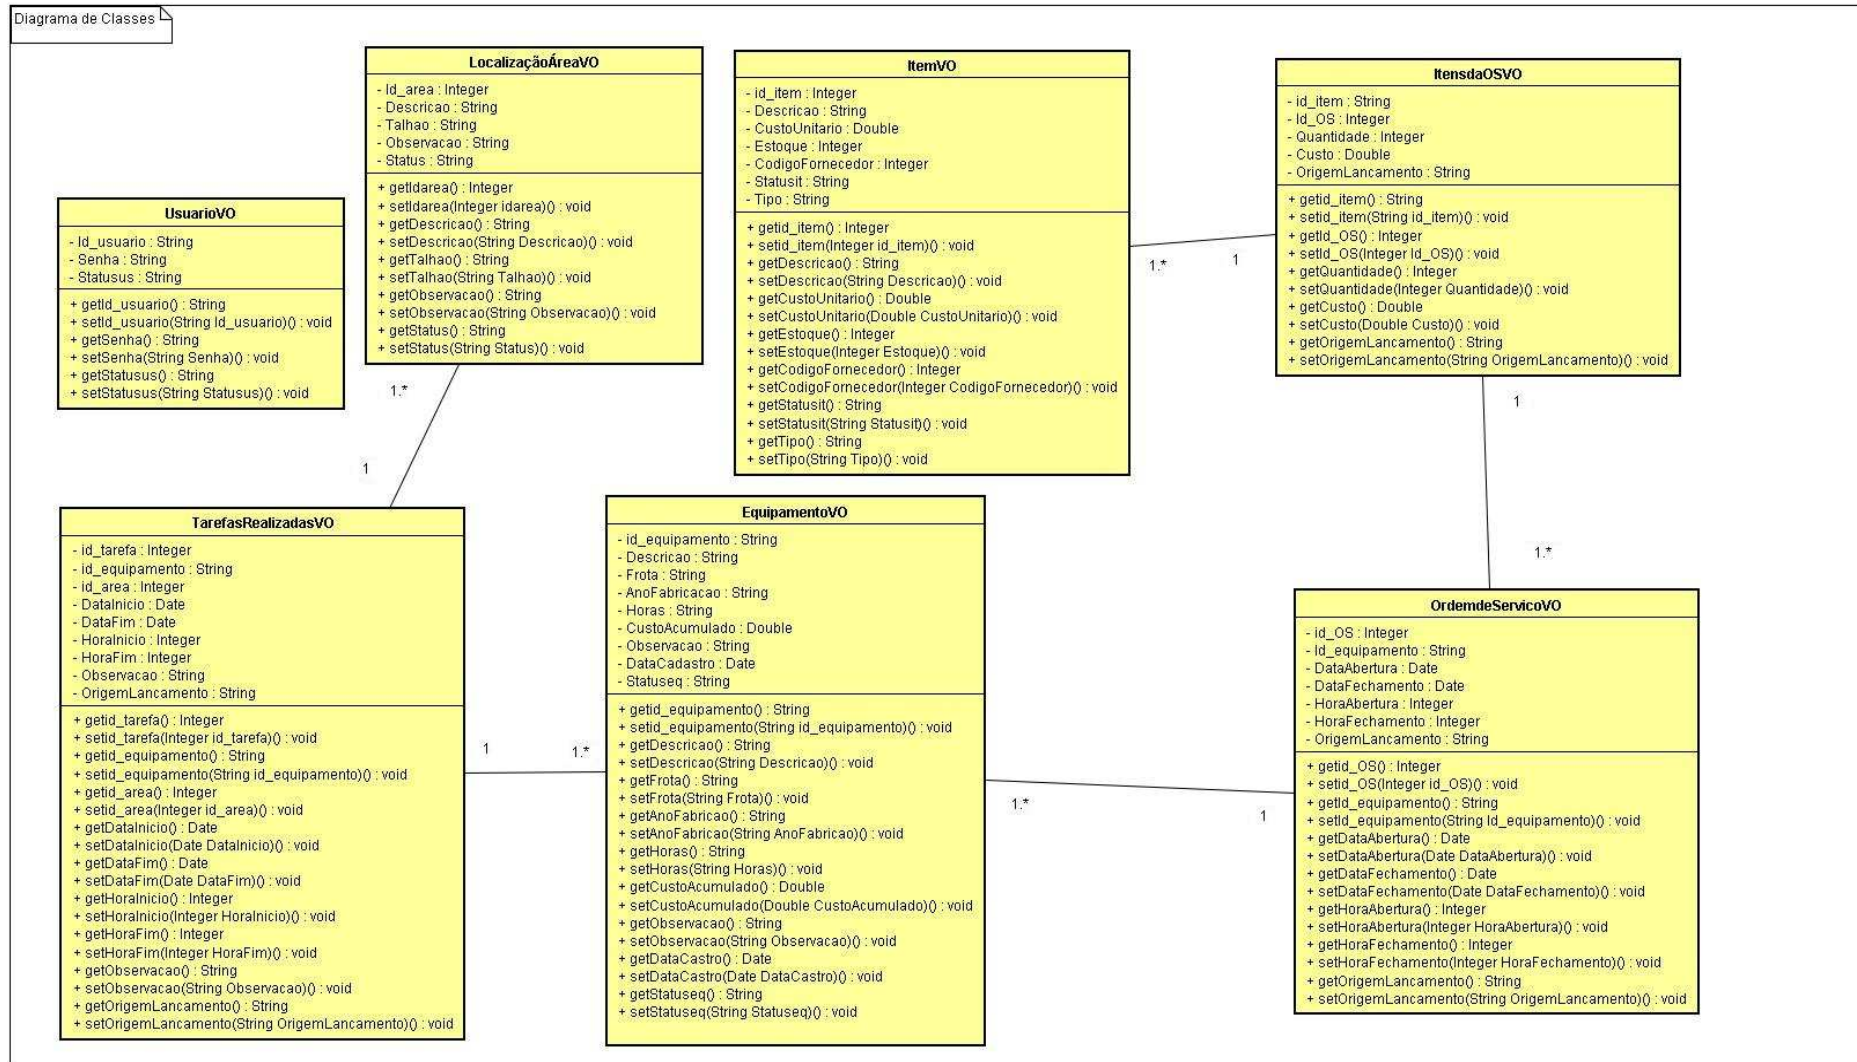 Diagrama de Classes
LocalizaçãoÁreaVO
- Id_area : Integer
- Descricao : String
- Talhao : String
- Observacao : String
- Status : String
+ getIdarea() : Integer
+ setIdarea(Integer idarea)() : void
+ getDescricao() : String
+ setDescricao(String Descricao)() : void
+ getTalhao() : String
+ setTalhao(String Talhao)() : void
+ getObservacao() : String
+ setObservacao(String Observacao)() : void
+ getStatus() : String
+ setStatus(String Status)() : void
ItemVO
- id_item : Integer
- Descricao : String
- CustoUnitario : Double
- Estoque : Integer
- CodigoFornecedor : Integer
- Statusit : String
- Tipo : String
+ getid_item() : Integer
+ setid_item(Integer id_item)() : void
+ getDescricao() : String
+ setDescricao(String Descricao)() : void
+ getCustoUnitario() : Double
+ setCustoUnitario(Double CustoUnitario)() : void
+ getEstoque() : Integer
+ setEstoque(Integer Estoque)() : void
+ getCodigoFornecedor() : Integer
+ setCodigoFornecedor(Integer CodigoFornecedor)() : void
+ getStatusit() : String
+ setStatusit(String Statusit)() : void
+ getTipo() : String
+ setTipo(String Tipo)() : void
1.*
1
ItensdaOSVO
- id_item : String
- Id_OS : Integer
- Quantidade : Integer
- Custo : Double
- OrigemLancamento : String
+ getid_item() : String
+ setid_item(String id_item)() : void
+ getId_OS() : Integer
+ setId_OS(Integer Id_OS)() : void
+ getQuantidade() : Integer
+ setQuantidade(Integer Quantidade)() : void
+ getCusto() : Double
+ setCusto(Double Custo)() : void
+ getOrigemLancamento() : String
+ setOrigemLancamento(String OrigemLancamento)() : void
UsuarioVO
- Id_usuario : String
- Senha : String
- Statusus : String
+ getId_usuario() : String
+ setId_usuario(String Id_usuario)() : void
+ getSenha() : String
+ setSenha(String Senha)() : void
+ getStatusus() : String
+ setStatusus(String Statusus)() : void
1.*
1
1
1.*
TarefasRealizadasVO
- id_tarefa : Integer
- id_equipamento : String
- id_area : Integer
- DataInicio : Date
- DataFim : Date
- HoraInicio : Integer
- HoraFim : Integer
- Observacao : String
- OrigemLancamento : String
+ getid_tarefa() : Integer
+ setid_tarefa(Integer id_tarefa)() : void
+ getid_equipamento() : String
+ setid_equipamento(String id_equipamento)() : void
+ getid_area() : Integer
+ setid_area(Integer id_area)() : void
+ getDataInicio() : Date
+ setDataInicio(Date DataInicio)() : void
+ getDataFim() : Date
+ setDataFim(Date DataFim)() : void
+ getHoraInicio() : Integer
+ setHoraInicio(Integer HoraInicio)() : void
+ getHoraFim() : Integer
+ setHoraFim(Integer HoraFim)() : void
+ getObservacao() : String
+ setObservacao(String Observacao)() : void
+ getOrigemLancamento() : String
+ setOrigemLancamento(String OrigemLancamento)() : void
1
1.*
EquipamentoVO
- id_equipamento : String
- Descricao : String
- Frota : String
- AnoFabricacao : String
- Horas : String
- CustoAcumulado : Double
- Observacao : String
- DataCadastro : Date
- Statuseq : String
+ getid_equipamento() : String
+ setid_equipamento(String id_equipamento)() : void
+ getDescricao() : String
+ setDescricao(String Descricao)() : void
+ getFrota() : String
+ setFrota(String Frota)() : void
+ getAnoFabricao() : String
+ setAnoFabricao(String AnoFabricao)() : void
+ getHoras() : String
+ setHoras(String Horas)() : void
+ getCustoAcumulado() : Double
+ setCustoAcumulado(Double CustoAcumulado)() : void
+ getObservacao() : String
+ setObservacao(String Observacao)() : void
+ getDataCastro() : Date
+ setDataCastro(Date DataCastro)() : void
+ getStatuseq() : String
+ setStatuseq(String Statuseq)() : void
1.*
1
OrdemdeServicoVO
- id_OS : Integer
- Id_equipamento : String
- DataAbertura : Date
- DataFechamento : Date
- HoraAbertura : Integer
- HoraFechamento : Integer
- OrigemLancamento : String
+ getid_OS() : Integer
+ setid_OS(Integer id_OS)() : void
+ getId_equipamento() : String
+ setId_equipamento(String Id_equipamento)() : void
+ getDataAbertura() : Date
+ setDataAbertura(Date DataAbertura)() : void
+ getDataFechamento() : Date
+ setDataFechamento(Date DataFechamento)() : void
+ getHoraAbertura() : Integer
+ setHoraAbertura(Integer HoraAbertura)() : void
+ getHoraFechamento() : Integer
+ setHoraFechamento(Integer HoraFechamento)() : void
+ getOrigemLancamento() : String
+ setOrigemLancamento(String OrigemLancamento)() : void